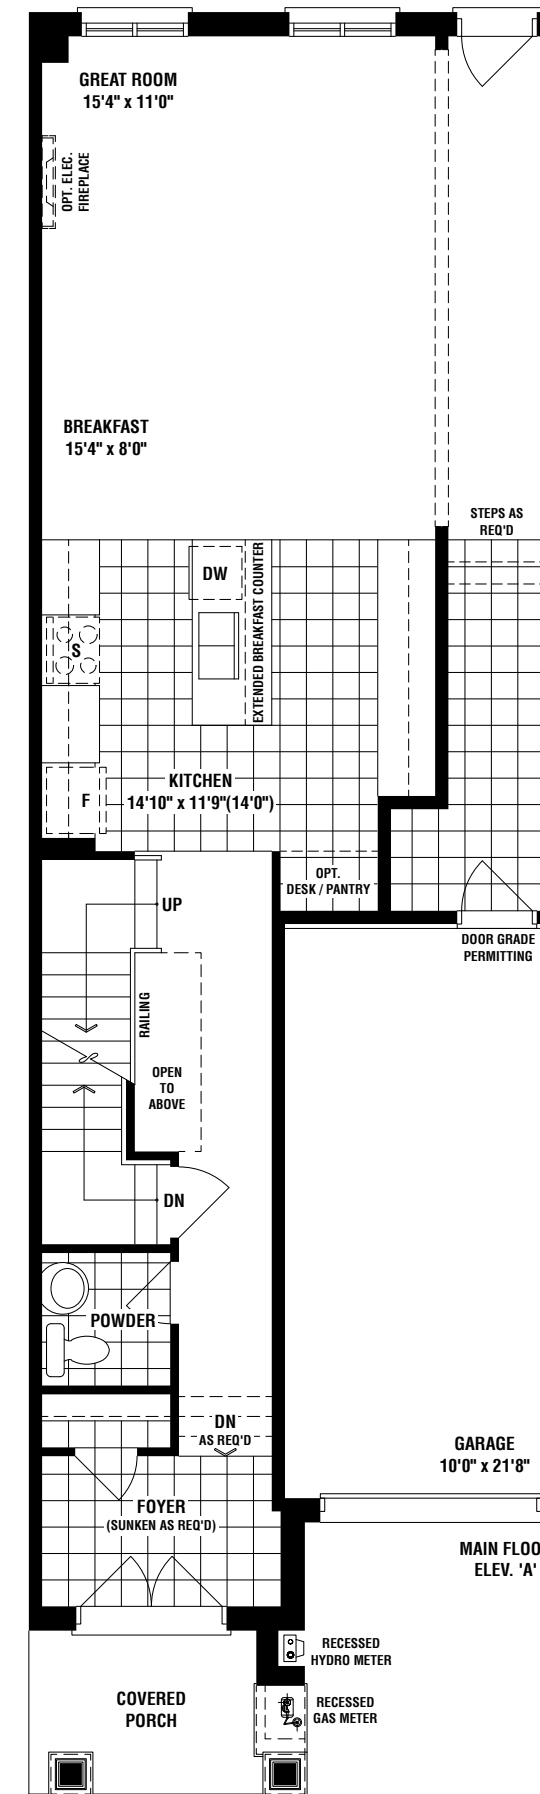 GREAT ROOM
15'4" x 11'0"
OPT. ELEC.
FIREPLACE
BREAKFAST
15'4" x 8'0"
STEPS AS
REQ'D
DW
EXTENDED BREAKFAST COUNTER
S
F
KITCHEN
14'10" x 11'9"(14'0")
OPT.
DESK / PANTRY
UP
DOOR GRADE
PERMITTING
RAILING
OPEN
TO
ABOVE
DN
POWDER
DN
AS REQ'D
GARAGE
10'0" x 21'8"
FOYER
(SUNKEN AS REQ'D)
MAIN FLOO
ELEV. 'A'
RECESSED
HYDRO METER
COVERED
PORCH
RECESSED
GAS METER